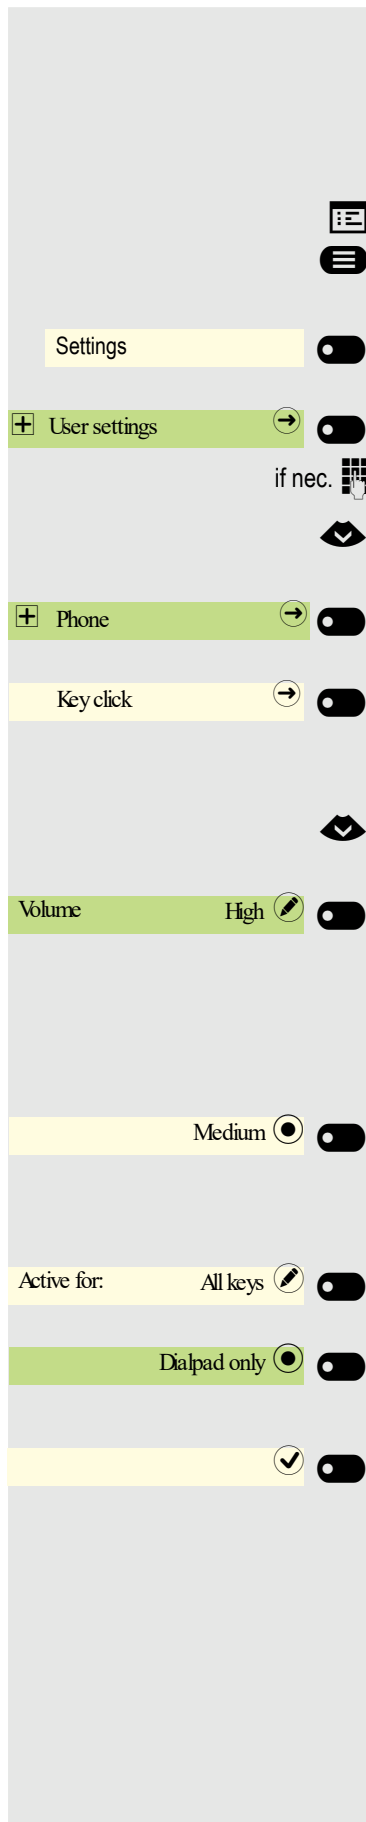 Settings
User settings
if nec.
Phone
Key click
Volume High
Medium
Active for: All keys
Dialpad only